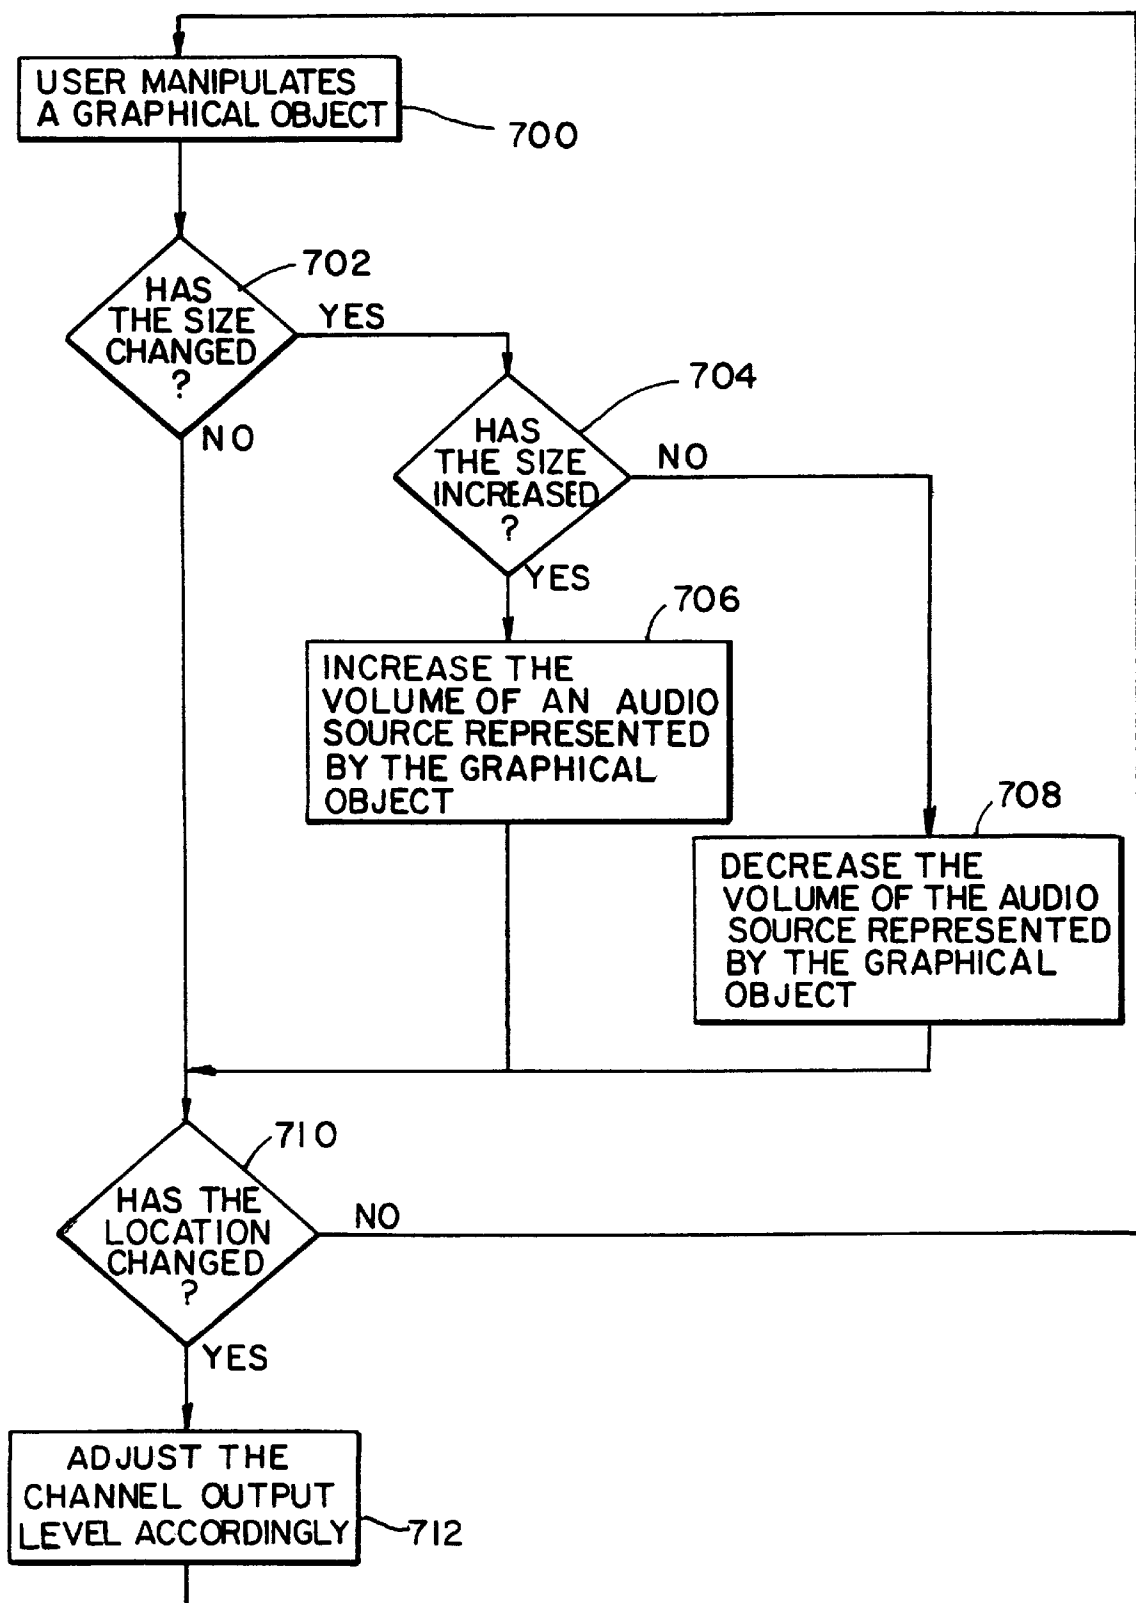 USER MANIPULATES
A GRAPHICAL OBJECT
700
702
HAS
THE SIZE
CHANGED
?
YES
NO
704
HAS
THE SIZE
INCREASED
?
NO
YES
706
INCREASE THE
VOLUME OF AN AUDIO
SOURCE REPRESENTED
BY THE GRAPHICAL
OBJECT
708
DECREASE THE
VOLUME OF THE AUDIO
SOURCE REPRESENTED
BY THE GRAPHICAL
OBJECT
710
HAS THE
LOCATION
CHANGED
?
NO
YES
ADJUST THE
CHANNEL OUTPUT
LEVEL ACCORDINGLY
712